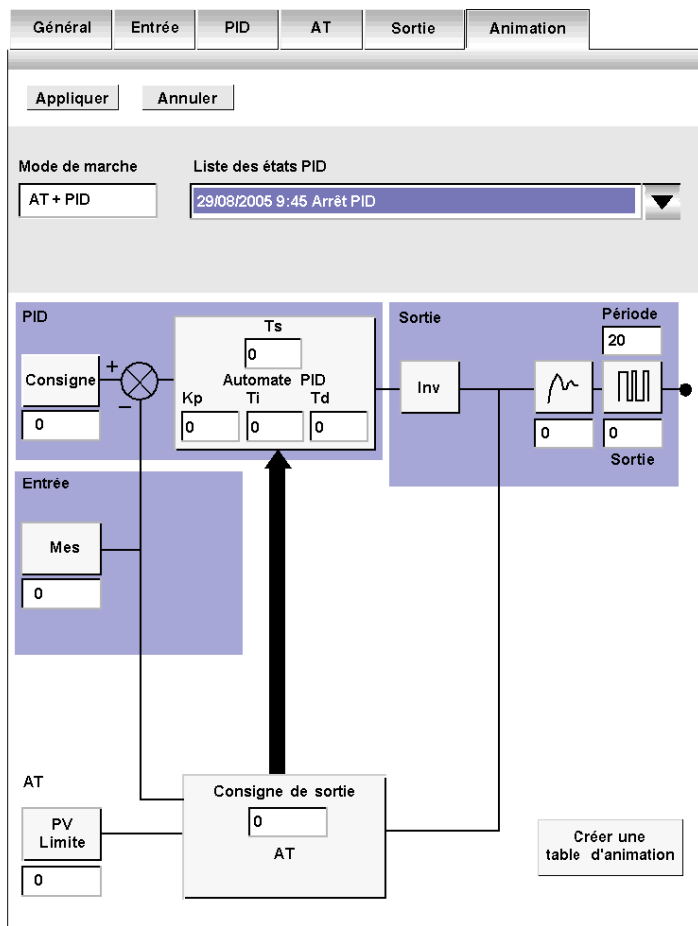 Général Entrée PID AT Sortie Animation
Appliquer Annuler
Mode de marche Liste des états PID
AT + PID 29/08/2005 9:45 Arrêt PID
PID Sortie Période
Ts 20
0
Consigne + Automate PID Inv
− Kp Ti Td
0 0 0 0 0 0
Sortie
Entrée
Mes
0
AT
Consigne de sortie
PV
Limite
0
AT
Créer une
table d'animation
0